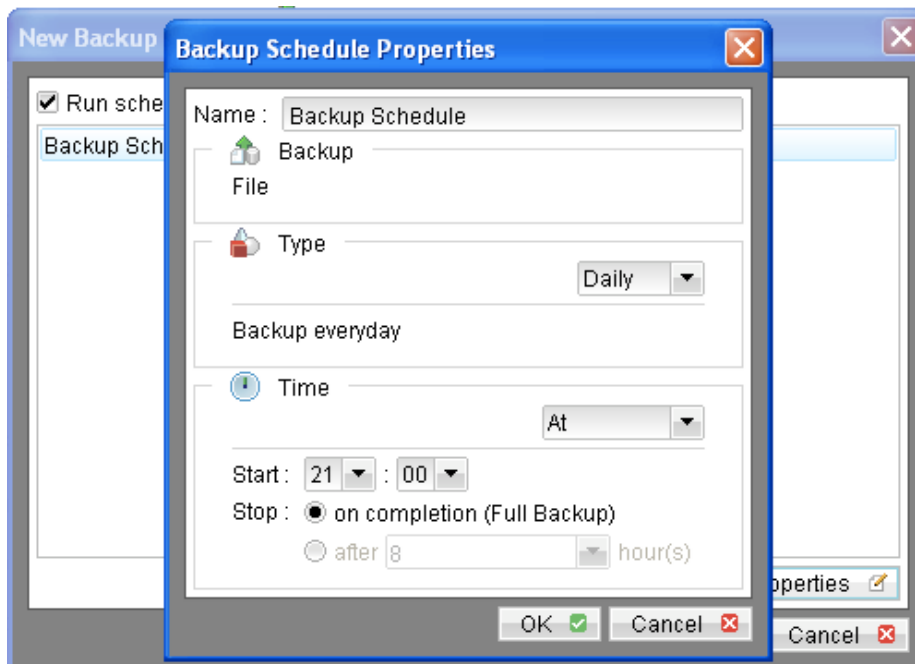 New Backup
Backup Schedule Properties
Run sche
Name : Backup Schedule
Backup Sch
Backup
File
Type
Daily
Backup everyday
Time
At
Start : 21 : 00
Stop : on completion (Full Backup)
after 8 hour(s)
operties
OK Cancel
Cancel